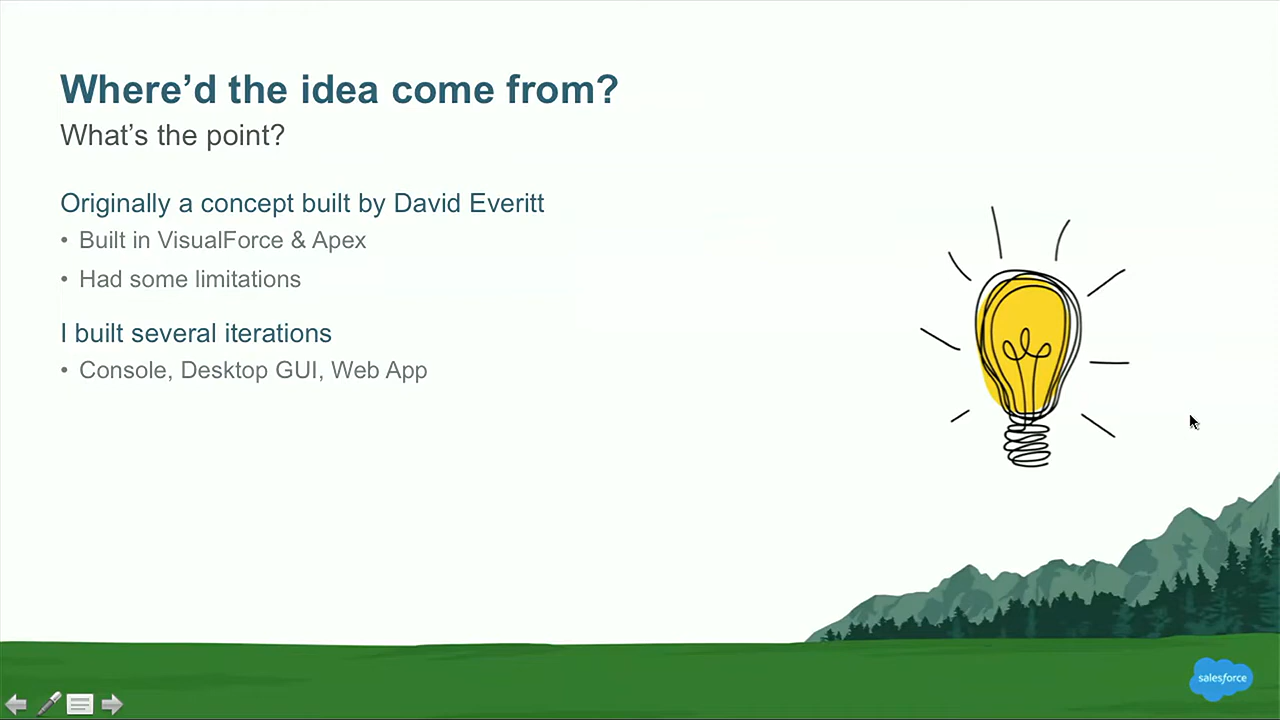 Where’d the idea come from?
What’s the point?
Originally a concept built by David Everitt
• Built in VisualForce & Apex
• Had some limitations
I built several iterations
• Console, Desktop GUI, Web App
salesforce